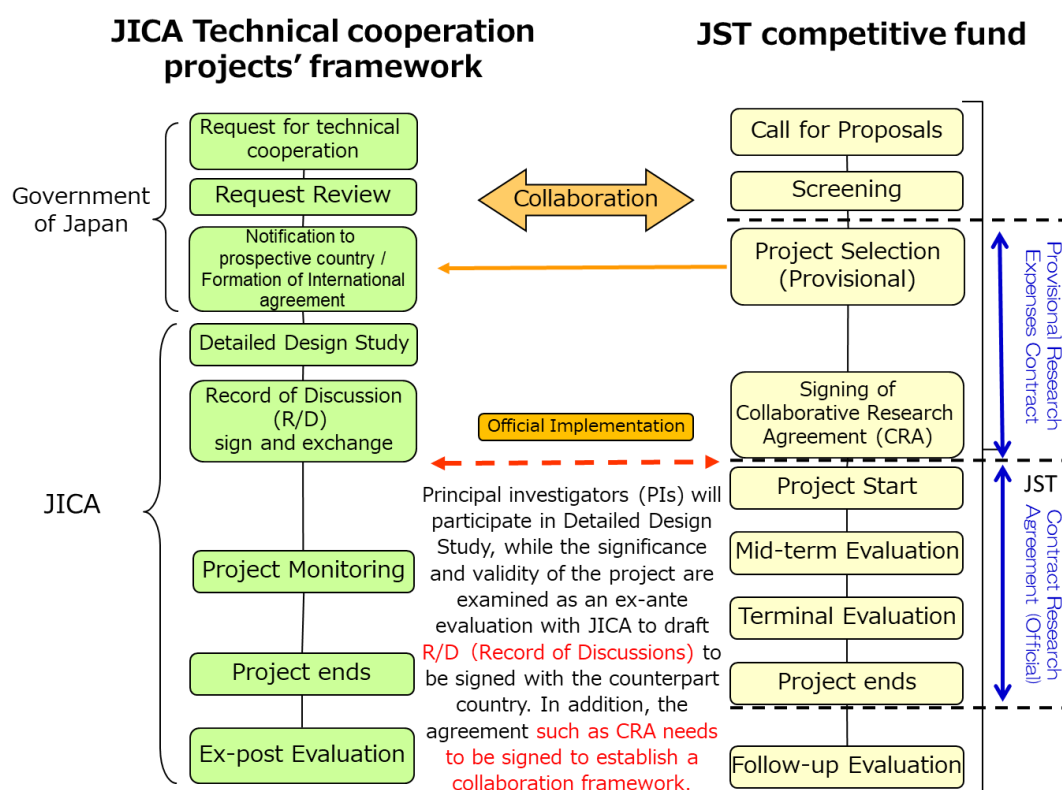 JICA Technical cooperation
projects’ framework
JST competitive fund
Government
of Japan
Request for technical
cooperation
Request Review
Notification to
prospective country /
Formation of International
agreement
JICA
Detailed Design Study
Record of Discussion
(R/D)
sign and exchange
Project Monitoring
Project ends
Ex-post Evaluation
Collaboration
Official Implementation
Principal investigators (PIs) will
participate in Detailed Design
Study, while the significance
and validity of the project are
examined as an ex-ante
evaluation with JICA to draft
R/D (Record of Discussions) to
be signed with the counterpart
country. In addition, the
agreement such as CRA needs
to be signed to establish a
collaboration framework.
Call for Proposals
Screening
Project Selection
(Provisional)
Signing of
Collaborative Research
Agreement (CRA)
Project Start
Mid-term Evaluation
Terminal Evaluation
Project ends
Follow-up Evaluation
Provisional Research
Expenses Contract
JST
Contract Research
Agreement (Official)